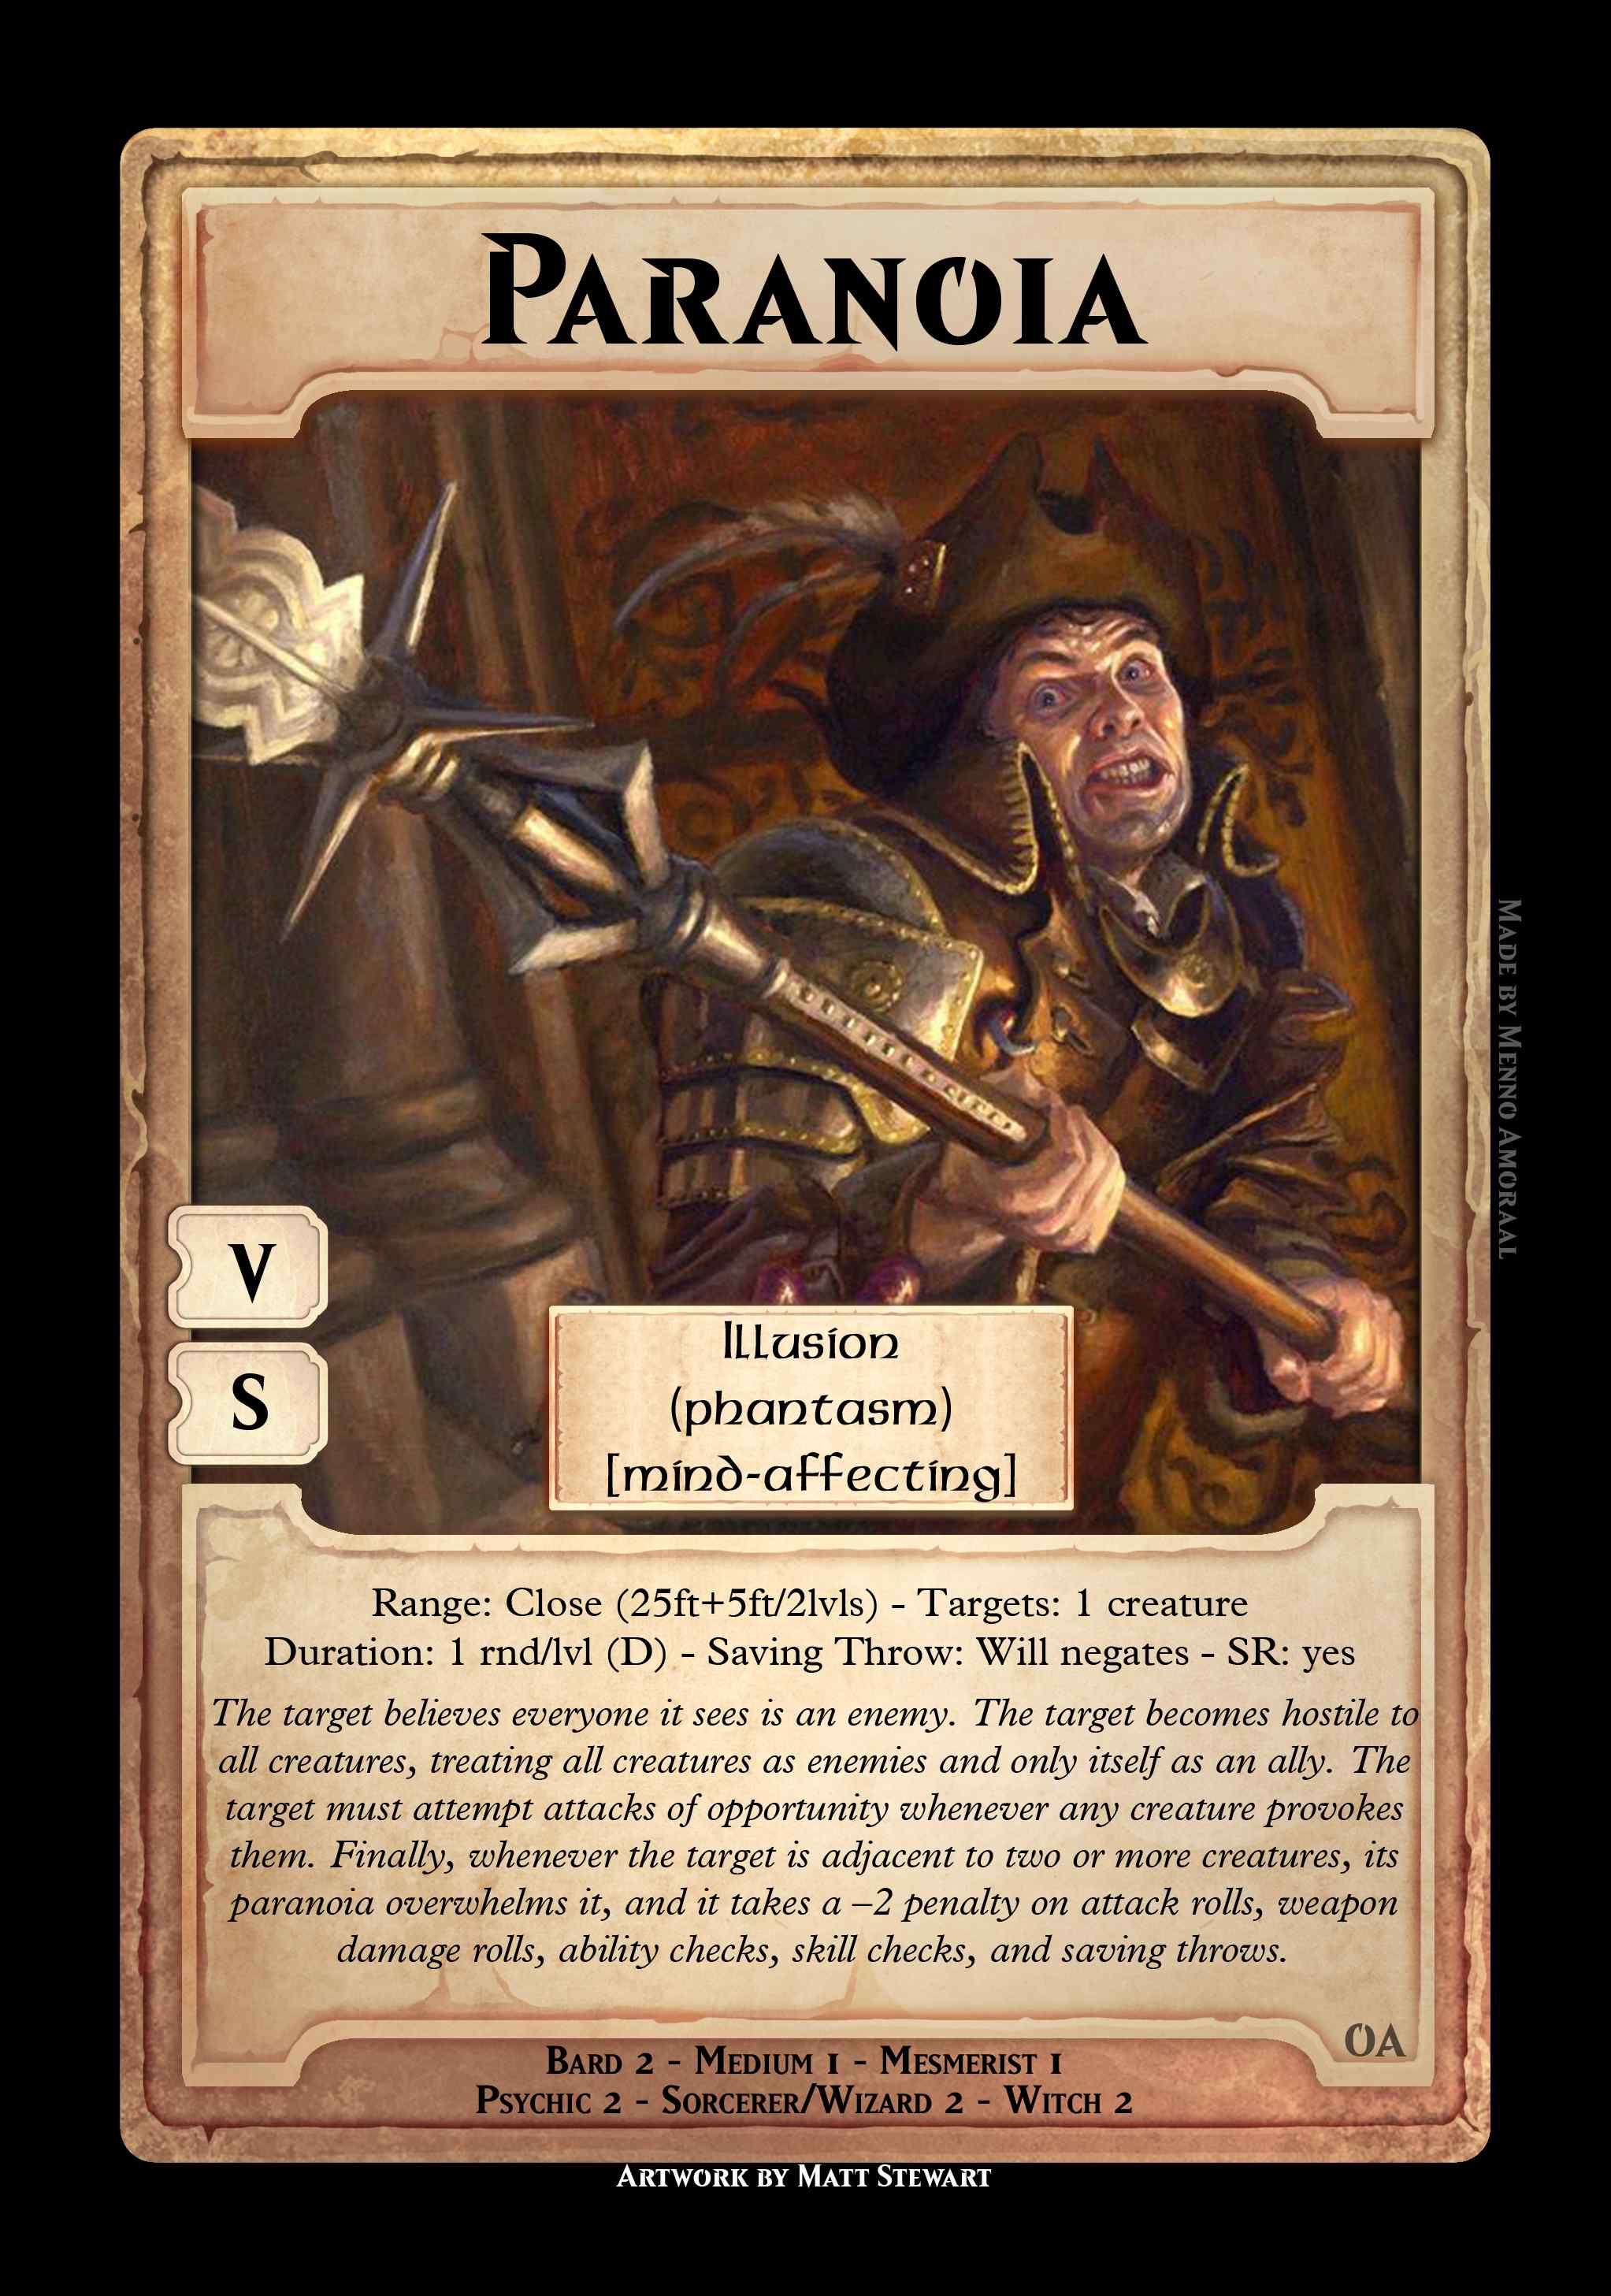 Paranoia
V
S
Illusion
(phantasm)
[mind-affecting]
Range: Close (25ft+5ft/2lvls) - Targets: 1 creature
Duration: 1 rnd/lvl (D) - Saving Throw: Will negates - SR: yes
The target believes everyone it sees is an enemy. The target becomes hostile to
all creatures, treating all creatures as enemies and only itself as an ally. The
target must attempt attacks of opportunity whenever any creature provokes
them. Finally, whenever the target is adjacent to two or more creatures, its
paranoia overwhelms it, and it takes a –2 penalty on attack rolls, weapon
damage rolls, ability checks, skill checks, and saving throws.
OA
Bard 2 - Medium 1 - Mesmerist 1
Psychic 2 - Sorcerer/Wizard 2 - Witch 2
Artwork by Matt Stewart
Made by Menno Amoraal